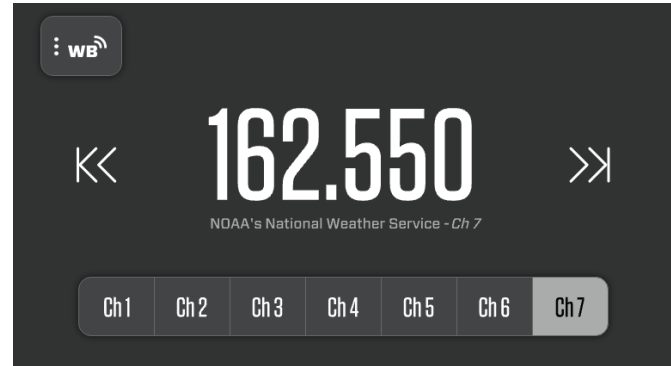 WB
162.550
NOAA's National Weather Service - Ch 7
Ch 1 Ch 2 Ch 3 Ch 4 Ch 5 Ch 6 Ch 7